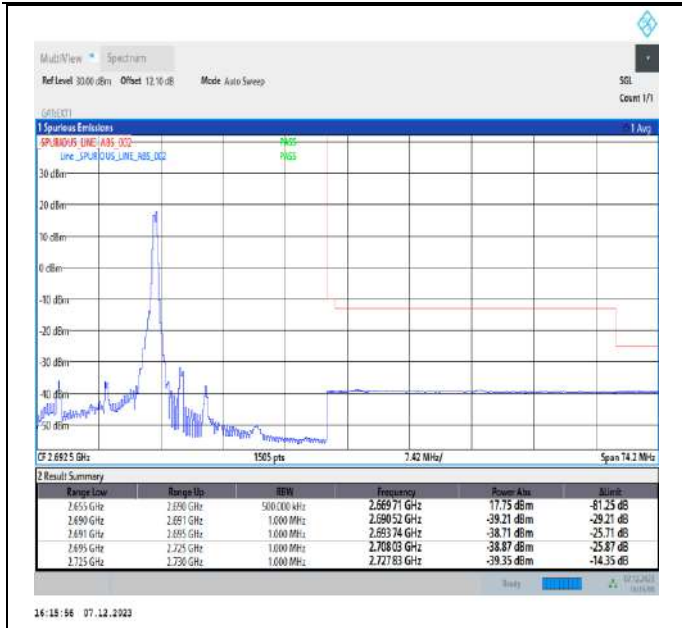 MultiView Spectrum
Ref Level 30.00 dBm Offset 12.10 dB Mode Auto Sweep SGL
Count 1/1
1 Spurious Emissions 1 Avg
SPURIOUS_LINE_ABS_002 PASS
Line _SPURIOUS_LINE_ABS_002 PASS
30 dBm
20 dBm
10 dBm
0 dBm
-10 dBm
-20 dBm
-30 dBm
-40 dBm
-50 dBm
CF 2.6925 GHz 1505 pts 7.42 MHz/ Span 74.2 MHz
2 Result Summary
Range Low Range Up RBW Frequency Power Abs ΔLimit
2.655 GHz 2.690 GHz 500.000 kHz 2.66971 GHz 17.75 dBm -81.25 dB
2.690 GHz 2.691 GHz 1.000 MHz 2.69052 GHz -39.21 dBm -29.21 dB
2.691 GHz 2.695 GHz 1.000 MHz 2.69374 GHz -38.71 dBm -25.71 dB
2.695 GHz 2.725 GHz 1.000 MHz 2.70803 GHz -38.87 dBm -25.87 dB
2.725 GHz 2.730 GHz 1.000 MHz 2.72783 GHz -39.35 dBm -14.35 dB
Ready 07.12.2023
16:15:56 07.12.2023